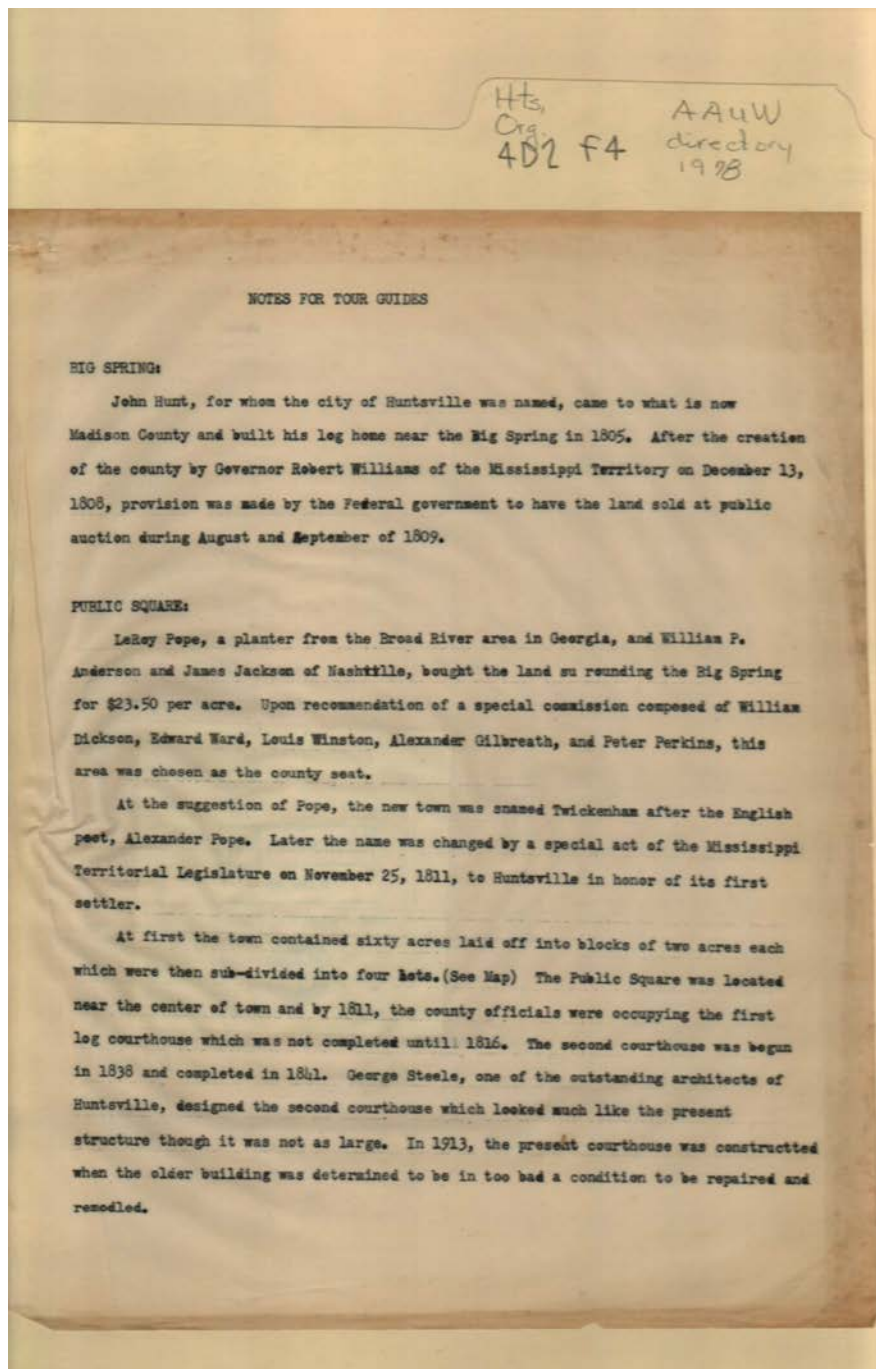 Hts,
Org.
4D2 F4
AAUW
directory
1978
NOTES FOR TOUR GUIDES
BIG SPRING:
John Hunt, for whom the city of Huntsville was named, came to what is now
Madison County and built his log home near the Big Spring in 1805. After the creation
of the county by Governor Robert Williams of the Mississippi Territory on December 13,
1808, provision was made by the Federal government to have the land sold at public
auction during August and September of 1809.
PUBLIC SQUARE:
LeRoy Pope, a planter from the Broad River area in Georgia, and William P.
Anderson and James Jackson of Nashville, bought the land su rounding the Big Spring
for $23.50 per acre. Upon recommendation of a special commission composed of William
Dickson, Edward Ward, Louis Winston, Alexander Gilbreath, and Peter Perkins, this
area was chosen as the county seat.
At the suggestion of Pope, the new town was snamed Twickenham after the English
poet, Alexander Pope. Later the name was changed by a special act of the Mississippi
Territorial Legislature on November 25, 1811, to Huntsville in honor of its first
settler.
At first the town contained sixty acres laid off into blocks of two acres each
which were then sub-divided into four lots.(See Map) The Public Square was located
near the center of town and by 1811, the county officials were occupying the first
log courthouse which was not completed until 1816. The second courthouse was begun
in 1838 and completed in 1841. George Steele, one of the outstanding architects of
Huntsville, designed the second courthouse which looked much like the present
structure though it was not as large. In 1913, the present courthouse was constructted
when the older building was determined to be in too bad a condition to be repaired and
remodled.